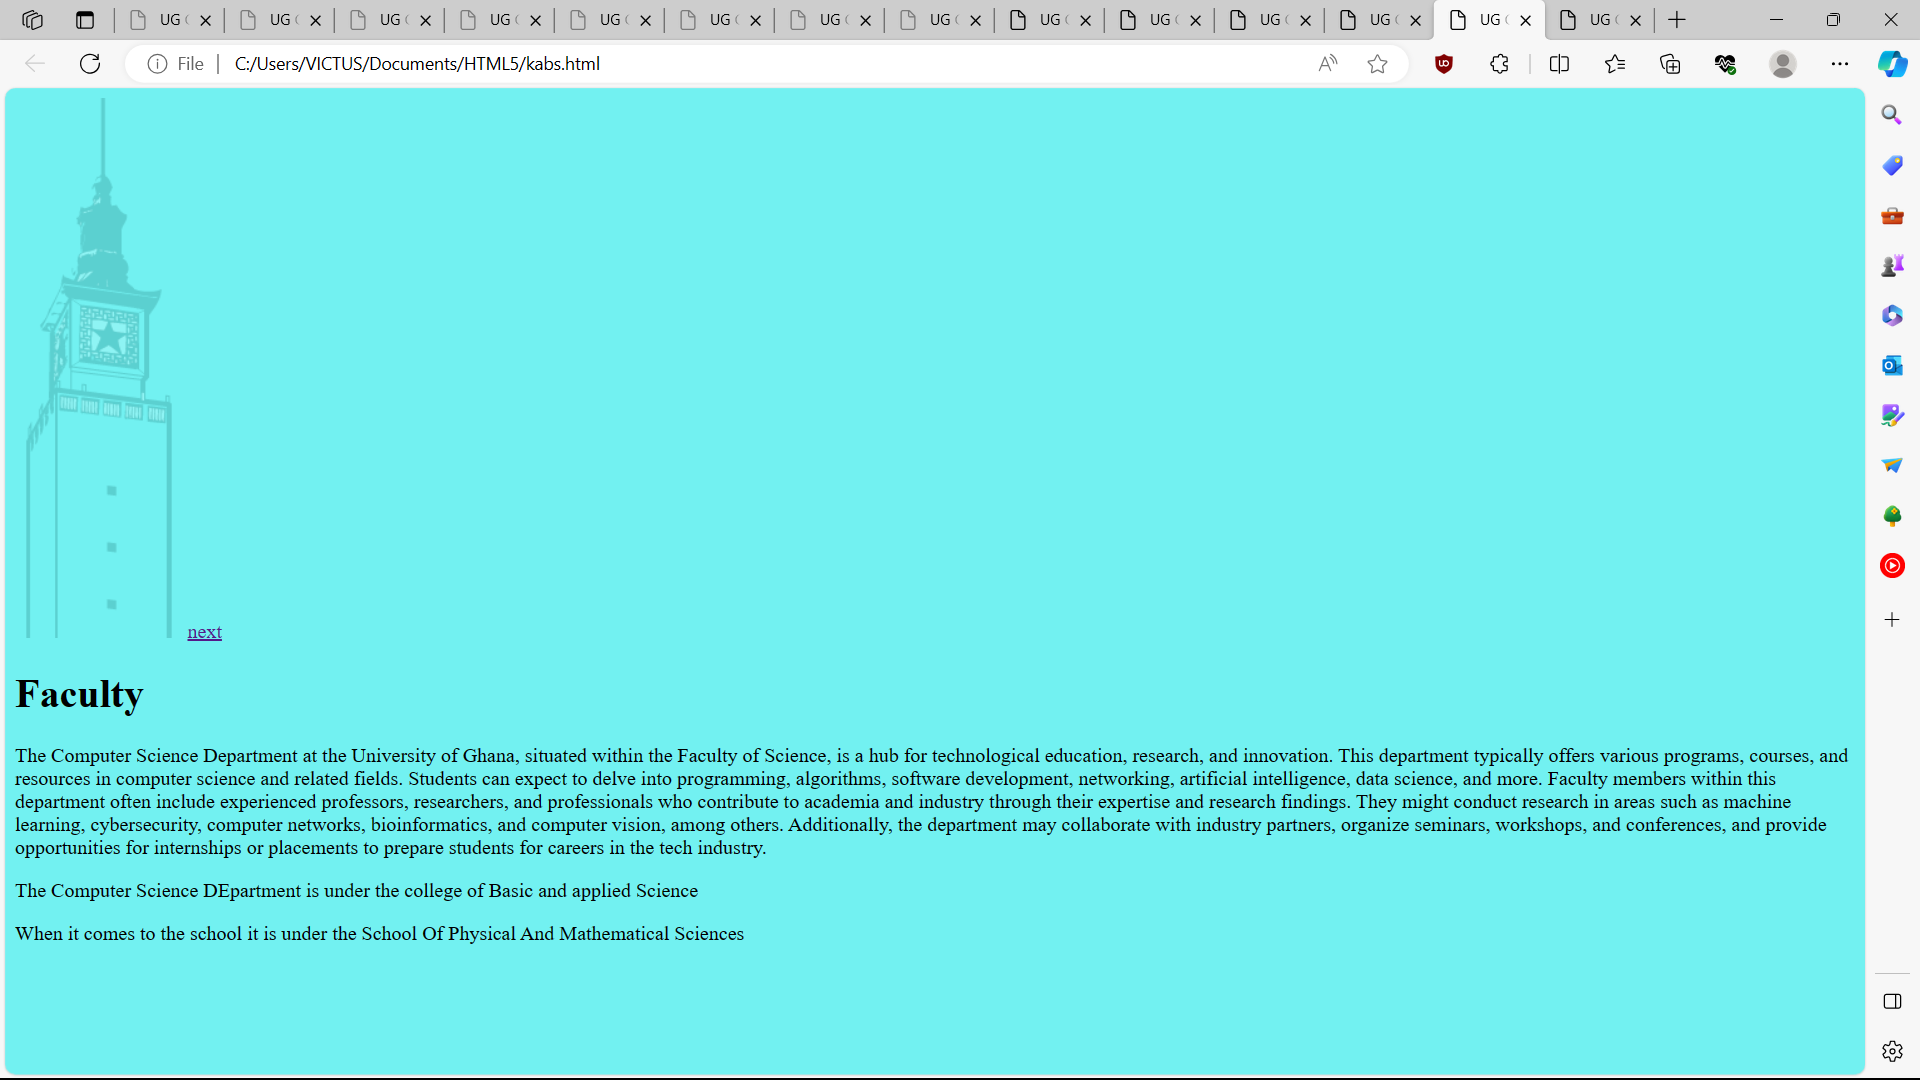 UG UG UG UG UG UG UG UG UG UG UG UG UG UG
File C:/Users/VICTUS/Documents/HTML5/kabs.html
next
Faculty
The Computer Science Department at the University of Ghana, situated within the Faculty of Science, is a hub for technological education, research, and innovation. This department typically offers various programs, courses, and
resources in computer science and related fields. Students can expect to delve into programming, algorithms, software development, networking, artificial intelligence, data science, and more. Faculty members within this
department often include experienced professors, researchers, and professionals who contribute to academia and industry through their expertise and research findings. They might conduct research in areas such as machine
learning, cybersecurity, computer networks, bioinformatics, and computer vision, among others. Additionally, the department may collaborate with industry partners, organize seminars, workshops, and conferences, and provide
opportunities for internships or placements to prepare students for careers in the tech industry.
The Computer Science DEpartment is under the college of Basic and applied Science
When it comes to the school it is under the School Of Physical And Mathematical Sciences